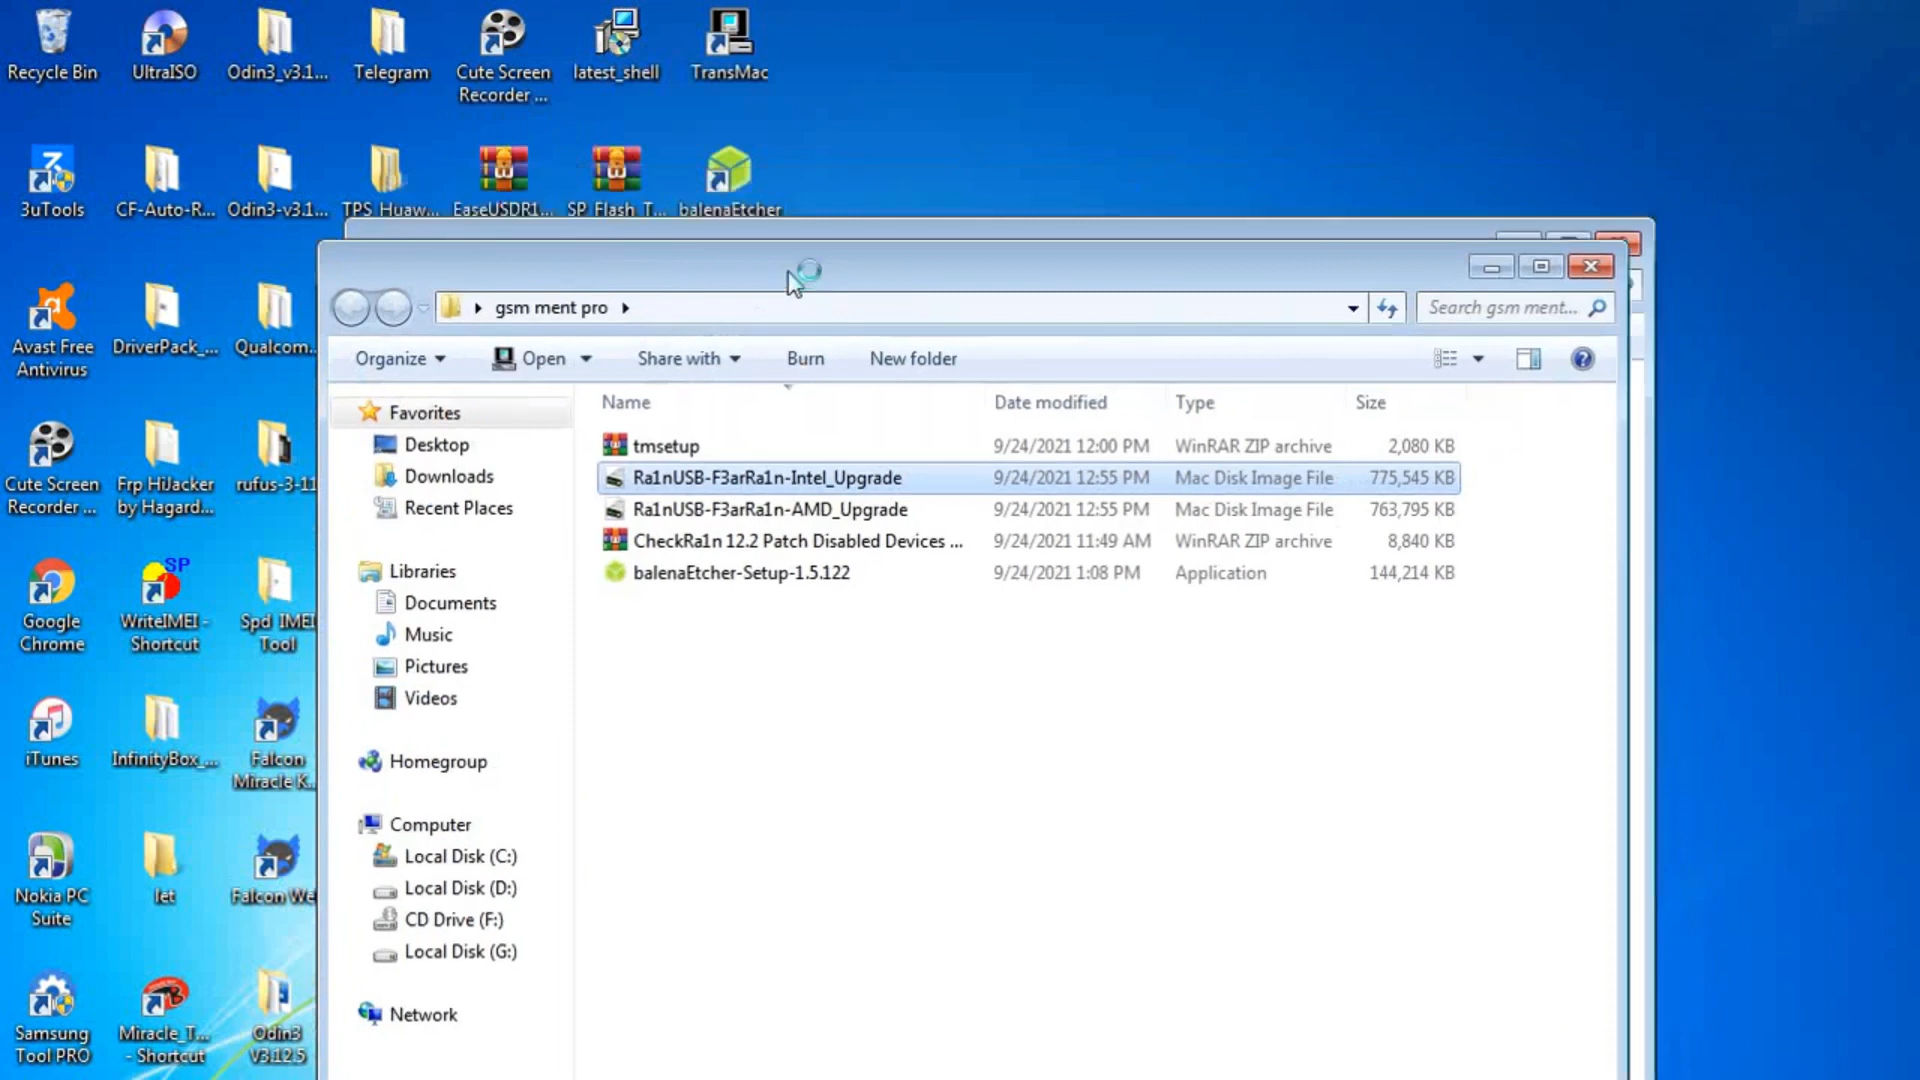 Recycle Bin
UltraISO
Odin3_v3.1...
Telegram
Cute Screen
Recorder ...
latest_shell
TransMac
3uTools
CF-Auto-R...
Odin3-v3.1...
TPS_Huaw...
EaseUSDR1...
SP_Flash_T...
balenaEtcher
Avast Free
Antivirus
DriverPack_...
Qualcom...
Cute Screen
Recorder ...
Frp HiJacker
by Hagard...
rufus-3-11
Google
Chrome
SP
WriteIMEI -
Shortcut
Spd_IMEI
Tool
iTunes
InfinityBox_...
Falcon
Miracle K...
Nokia PC
Suite
let
Falcon We
Samsung
Tool PRO
Miracle_T...
- Shortcut
Odin3
V3.12.5
gsm ment pro
Search gsm ment...
Organize
Open
Share with
Burn
New folder
Favorites
Desktop
Downloads
Recent Places
Libraries
Documents
Music
Pictures
Videos
Homegroup
Computer
Local Disk (C:)
Local Disk (D:)
CD Drive (F:)
Local Disk (G:)
Network
Name Date modified Type Size
tmsetup 9/24/2021 12:00 PM WinRAR ZIP archive 2,080 KB
Ra1nUSB-F3arRa1n-Intel_Upgrade 9/24/2021 12:55 PM Mac Disk Image File 775,545 KB
Ra1nUSB-F3arRa1n-AMD_Upgrade 9/24/2021 12:55 PM Mac Disk Image File 763,795 KB
CheckRa1n 12.2 Patch Disabled Devices ... 9/24/2021 11:49 AM WinRAR ZIP archive 8,840 KB
balenaEtcher-Setup-1.5.122 9/24/2021 1:08 PM Application 144,214 KB